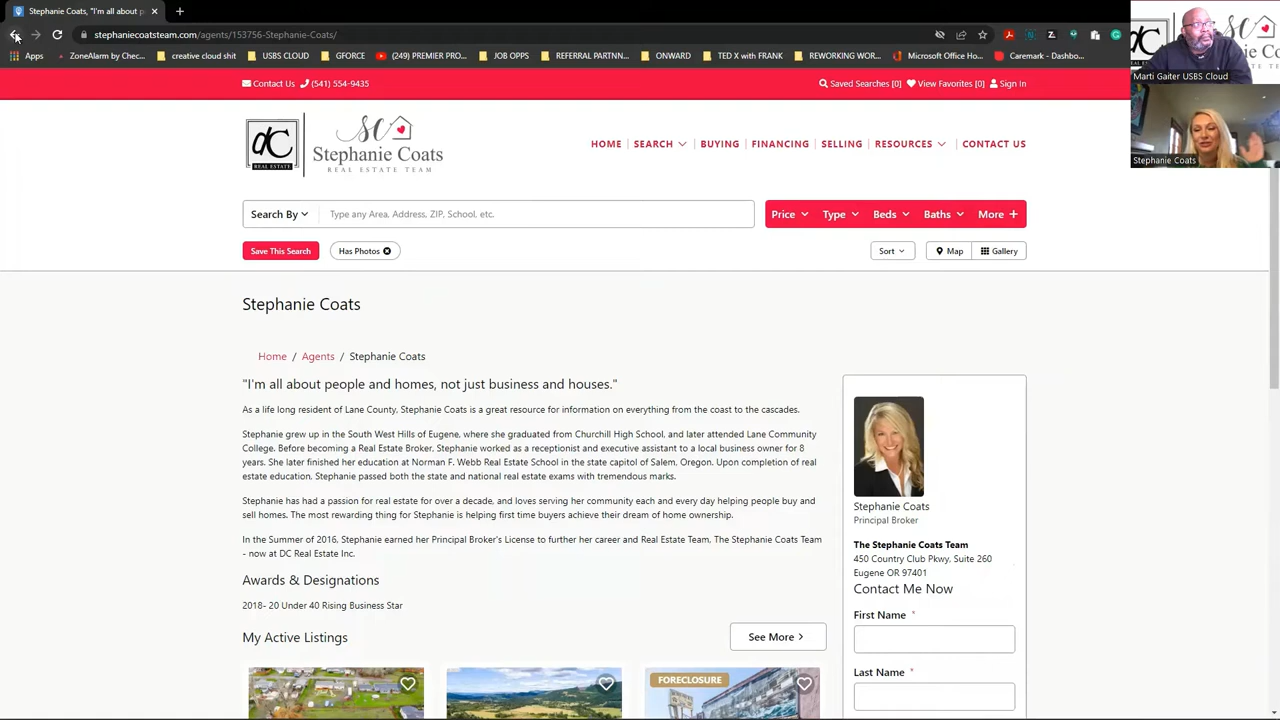 Stephanie Coats, "I'm all about p
stephaniecoatsteam.com/agents/153756-Stephanie-Coats/
Apps
ZoneAlarm by Chec...
creative cloud shit
USBS CLOUD
GFORCE
(249) PREMIER PRO...
JOG OPPS
REFERRAL PARTNN...
ONWARD
TED X with FRANK
REWORKING WOR...
Microsoft Office Ho...
Caremark - Dashbo...
Marti Gaiter USBS Cloud
Stephanie Coats
Contact Us
(541) 554-9435
Saved Searches [0]
View Favorites [0]
Sign In
dC
REAL ESTATE
SC
Stephanie Coats
REAL ESTATE TEAM
HOME
SEARCH
BUYING
FINANCING
SELLING
RESOURCES
CONTACT US
Search By
Type any Area, Address, ZIP, School, etc.
Price
Type
Beds
Baths
More +
Save This Search
Has Photos
Sort
Map
Gallery
Stephanie Coats
Home / Agents / Stephanie Coats
"I'm all about people and homes, not just business and houses."
As a life long resident of Lane County, Stephanie Coats is a great resource for information on everything from the coast to the cascades.
Stephanie grew up in the South West Hills of Eugene, where she graduated from Churchill High School, and later attended Lane Community
College. Before becoming a Real Estate Broker, Stephanie worked as a receptionist and executive assistant to a local business owner for 8
years. She later finished her education at Norman F. Webb Real Estate School in the state capitol of Salem, Oregon. Upon completion of real
estate education, Stephanie passed both the state and national real estate exams with tremendous marks.
Stephanie has had a passion for real estate for over a decade, and loves serving her community each and every day helping people buy and
sell homes. The most rewarding thing for Stephanie is helping first time buyers achieve their dream of home ownership.
In the Summer of 2016, Stephanie earned her Principal Broker's License to further her career and Real Estate Team, The Stephanie Coats Team
- now at DC Real Estate Inc.
Awards & Designations
2018- 20 Under 40 Rising Business Star
My Active Listings
See More
FORECLOSURE
Stephanie Coats
Principal Broker
The Stephanie Coats Team
450 Country Club Pkwy, Suite 260
Eugene OR 97401
Contact Me Now
First Name *
Last Name *